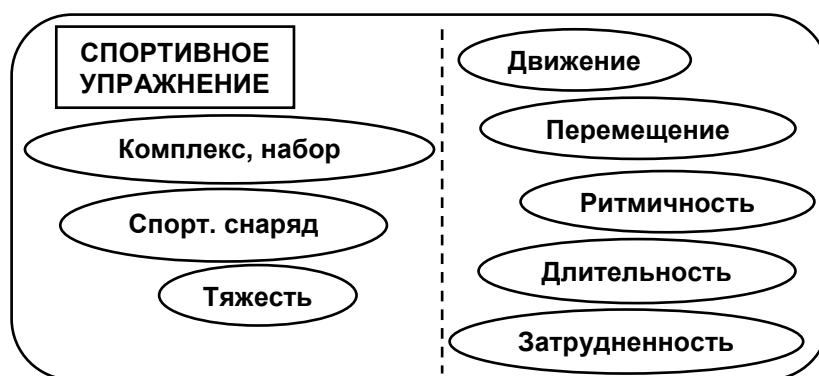 СПОРТИВНОЕ
УПРАЖНЕНИЕ
Комплекс, набор
Спорт. снаряд
Тяжесть
Движение
Перемещение
Ритмичность
Длительность
Затрудненность